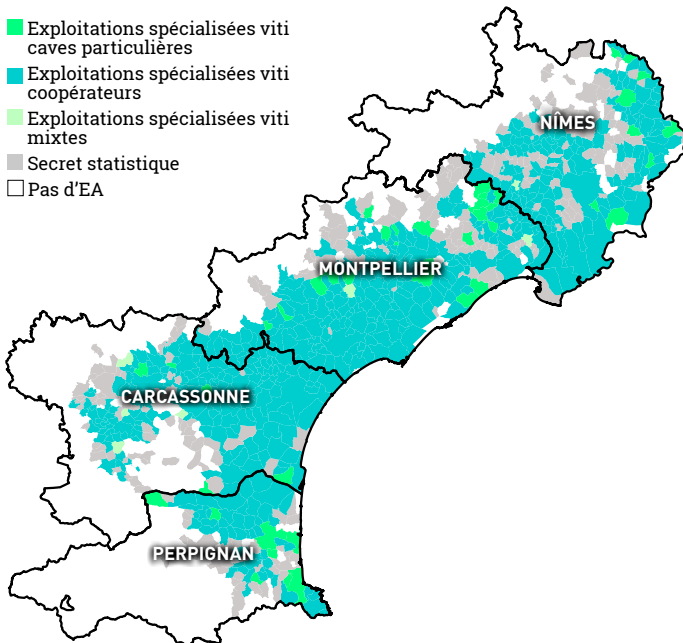 Exploitations spécialisées viti
caves particulières
Exploitations spécialisées viti
coopérateurs
Exploitations spécialisées viti
mixtes
Secret statistique
Pas d'EA
NÎMES
MONTPELLIER
CARCASSONNE
PERPIGNAN